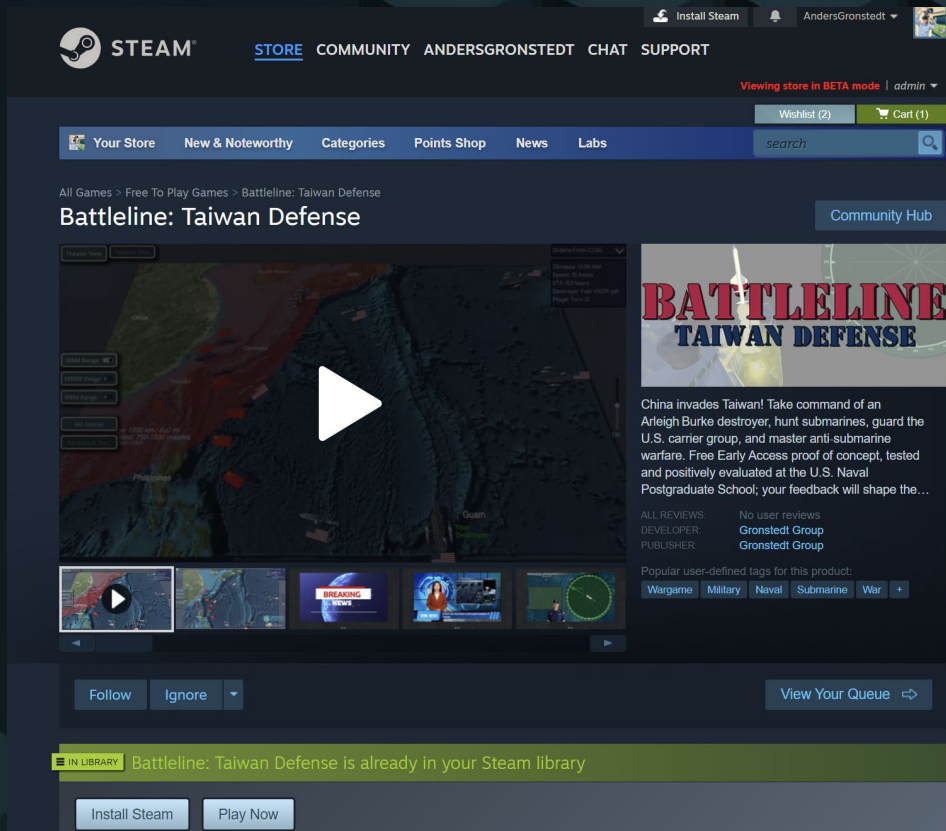 Install Steam
AndersGronstedt
STEAM®
STORE COMMUNITY ANDERSGRONSTEDT CHAT SUPPORT
Viewing store in BETA mode | admin
Wishlist (2)
Cart (1)
Your Store New & Noteworthy Categories Points Shop News Labs
search
All Games > Free To Play Games > Battleline: Taiwan Defense
Battleline: Taiwan Defense
Community Hub
Theater View
China
Philippines
Guam
Set Course
BATTLELINE
TAIWAN DEFENSE
China invades Taiwan! Take command of an
Arleigh Burke destroyer, hunt submarines, guard the
U.S. carrier group, and master anti-submarine
warfare. Free Early Access proof of concept, tested
and positively evaluated at the U.S. Naval
Postgraduate School; your feedback will shape the…
ALL REVIEWS: No user reviews
DEVELOPER: Gronstedt Group
PUBLISHER: Gronstedt Group
Popular user-defined tags for this product:
Wargame Military Naval Submarine War +
BREAKING
NEWS
Follow
Ignore
View Your Queue
IN LIBRARY
Battleline: Taiwan Defense is already in your Steam library
Install Steam
Play Now